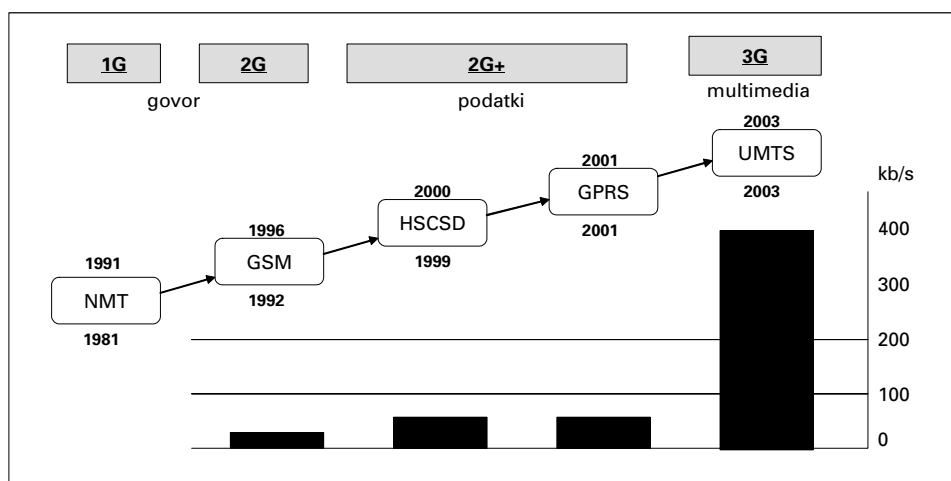 1G 2G 2G+ 3G
govor podatki multimedia
2003
UMTS
2003
2001
GPRS
2001
2000
HSCSD
1999
1996
GSM
1992
1991
NMT
1981
kb/s
400
300
200
100
0